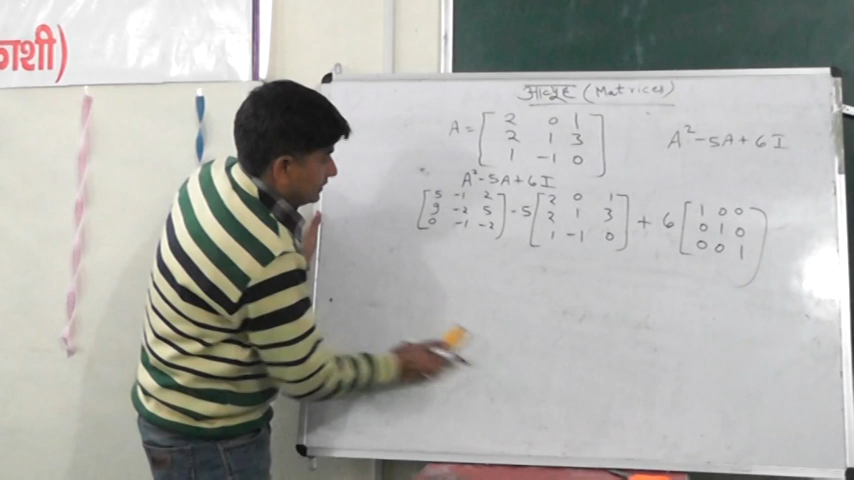 आव्यूह (Matrices)
A = [2 0 1
2 1 3
1 -1 0]
A² - 5A + 6I
A² - 5A + 6I
[5 -1 2
9 -2 5
0 -1 -2] - 5 [2 0 1
2 1 3
1 -1 0] + 6 [1 0 0
0 1 0
0 0 1]